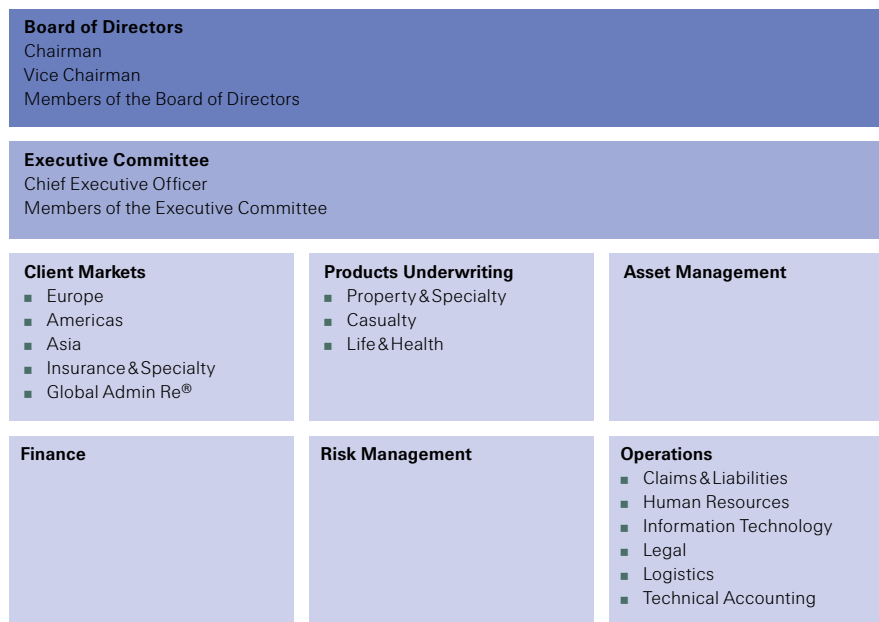 Board of Directors
Chairman
Vice Chairman
Members of the Board of Directors
Executive Committee
Chief Executive Officer
Members of the Executive Committee
Client Markets
Europe
Americas
Asia
Insurance & Specialty
Global Admin Re®
Products Underwriting
Property & Specialty
Casualty
Life & Health
Asset Management
Finance
Risk Management
Operations
Claims & Liabilities
Human Resources
Information Technology
Legal
Logistics
Technical Accounting